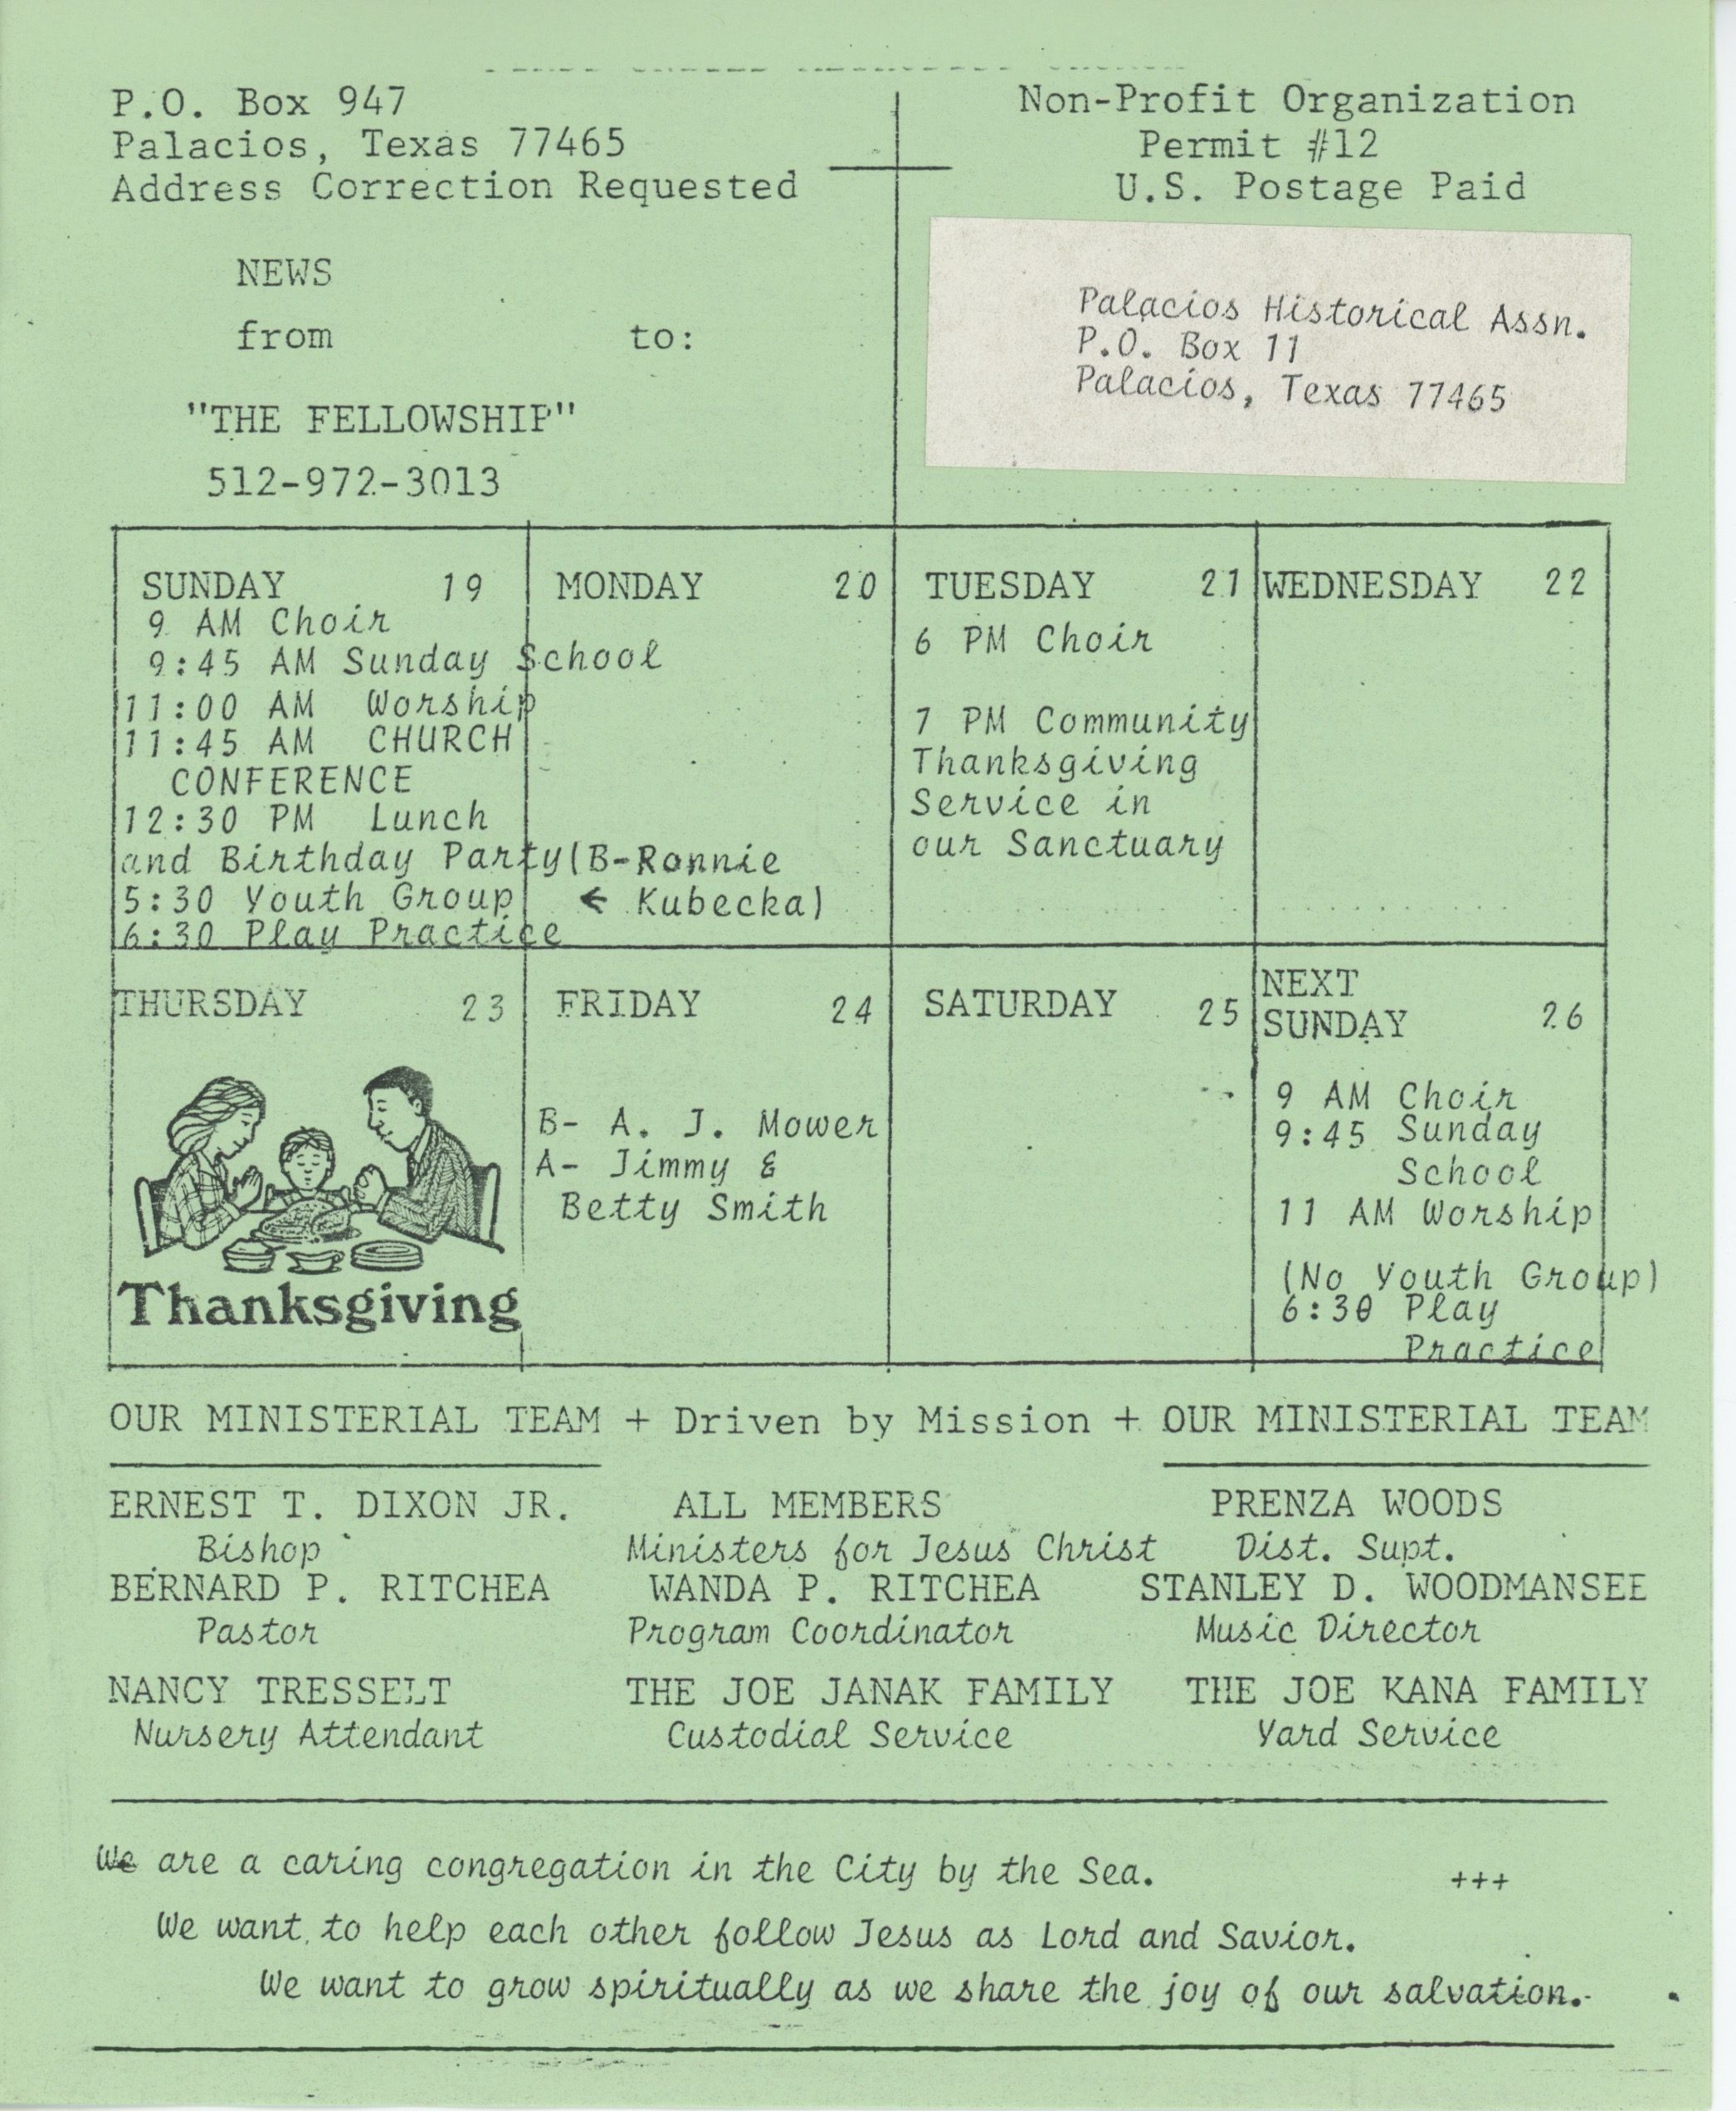 P.O. Box 947
Palacios, Texas 77465
Address Correction Requested
Non-Profit Organization
Permit #12
U.S. Postage Paid
NEWS
from to:
"THE FELLOWSHIP"
512-972-3013
Palacios Historical Assn.
P.O. Box 11
Palacios, Texas 77465
SUNDAY 19
9 AM Choir
9:45 AM Sunday School
11:00 AM Worship
11:45 AM CHURCH
CONFERENCE
12:30 PM Lunch
and Birthday Party(B-Ronnie
5:30 Youth Group ← Kubecka)
6:30 Play Practice
MONDAY 20
TUESDAY 21
6 PM Choir
7 PM Community
Thanksgiving
Service in
our Sanctuary
WEDNESDAY 22
THURSDAY 23
Thanksgiving
FRIDAY 24
B- A. J. Mower
A- Jimmy &
Betty Smith
SATURDAY 25
NEXT
SUNDAY 26
9 AM Choir
9:45 Sunday
School
11 AM Worship
(No Youth Group)
6:30 Play
Practice
OUR MINISTERIAL TEAM + Driven by Mission + OUR MINISTERIAL TEAM
ERNEST T. DIXON JR. ALL MEMBERS PRENZA WOODS
Bishop Ministers for Jesus Christ Dist. Supt.
BERNARD P. RITCHEA WANDA P. RITCHEA STANLEY D. WOODMANSEE
Pastor Program Coordinator Music Director
NANCY TRESSELT THE JOE JANAK FAMILY THE JOE KANA FAMILY
Nursery Attendant Custodial Service Yard Service
We are a caring congregation in the City by the Sea. +++
We want to help each other follow Jesus as Lord and Savior.
We want to grow spiritually as we share the joy of our salvation.